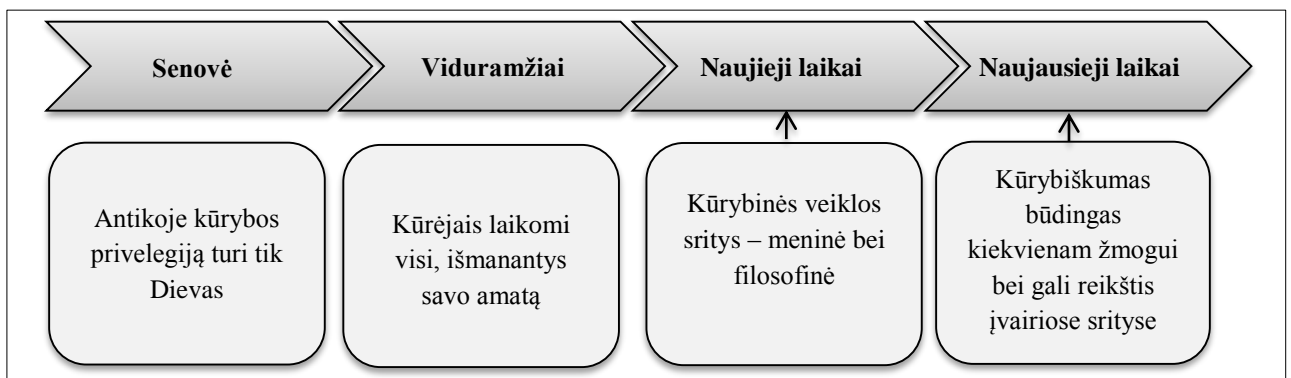 Senovė
Viduramžiai
Naujieji laikai
Naujausieji laikai
Antikoje kūrybos
privelegiją turi tik
Dievas
Kūrėjais laikomi
visi, išmanantys
savo amatą
Kūrybinės veiklos
sritys – meninė bei
filosofinė
Kūrybiškumas
būdingas
kiekvienam žmogui
bei gali reikštis
įvairiose srityse